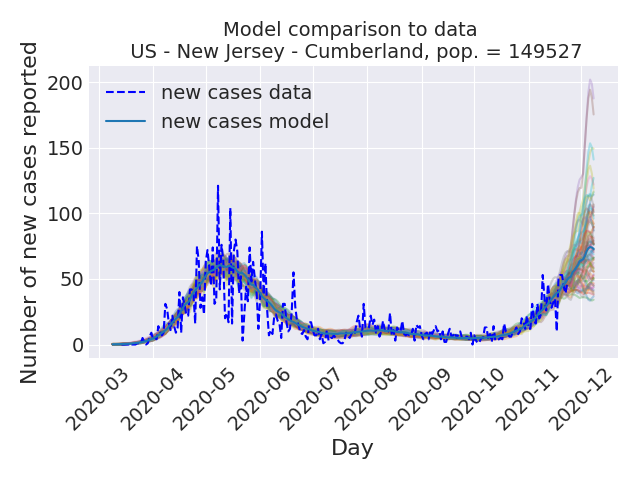 Model comparison to data
US - New Jersey - Cumberland, pop. = 149527
Number of new cases reported
200
150
100
50
0
new cases data
new cases model
2020-03
2020-04
2020-05
2020-06
2020-07
2020-08
2020-09
2020-10
2020-11
2020-12
Day